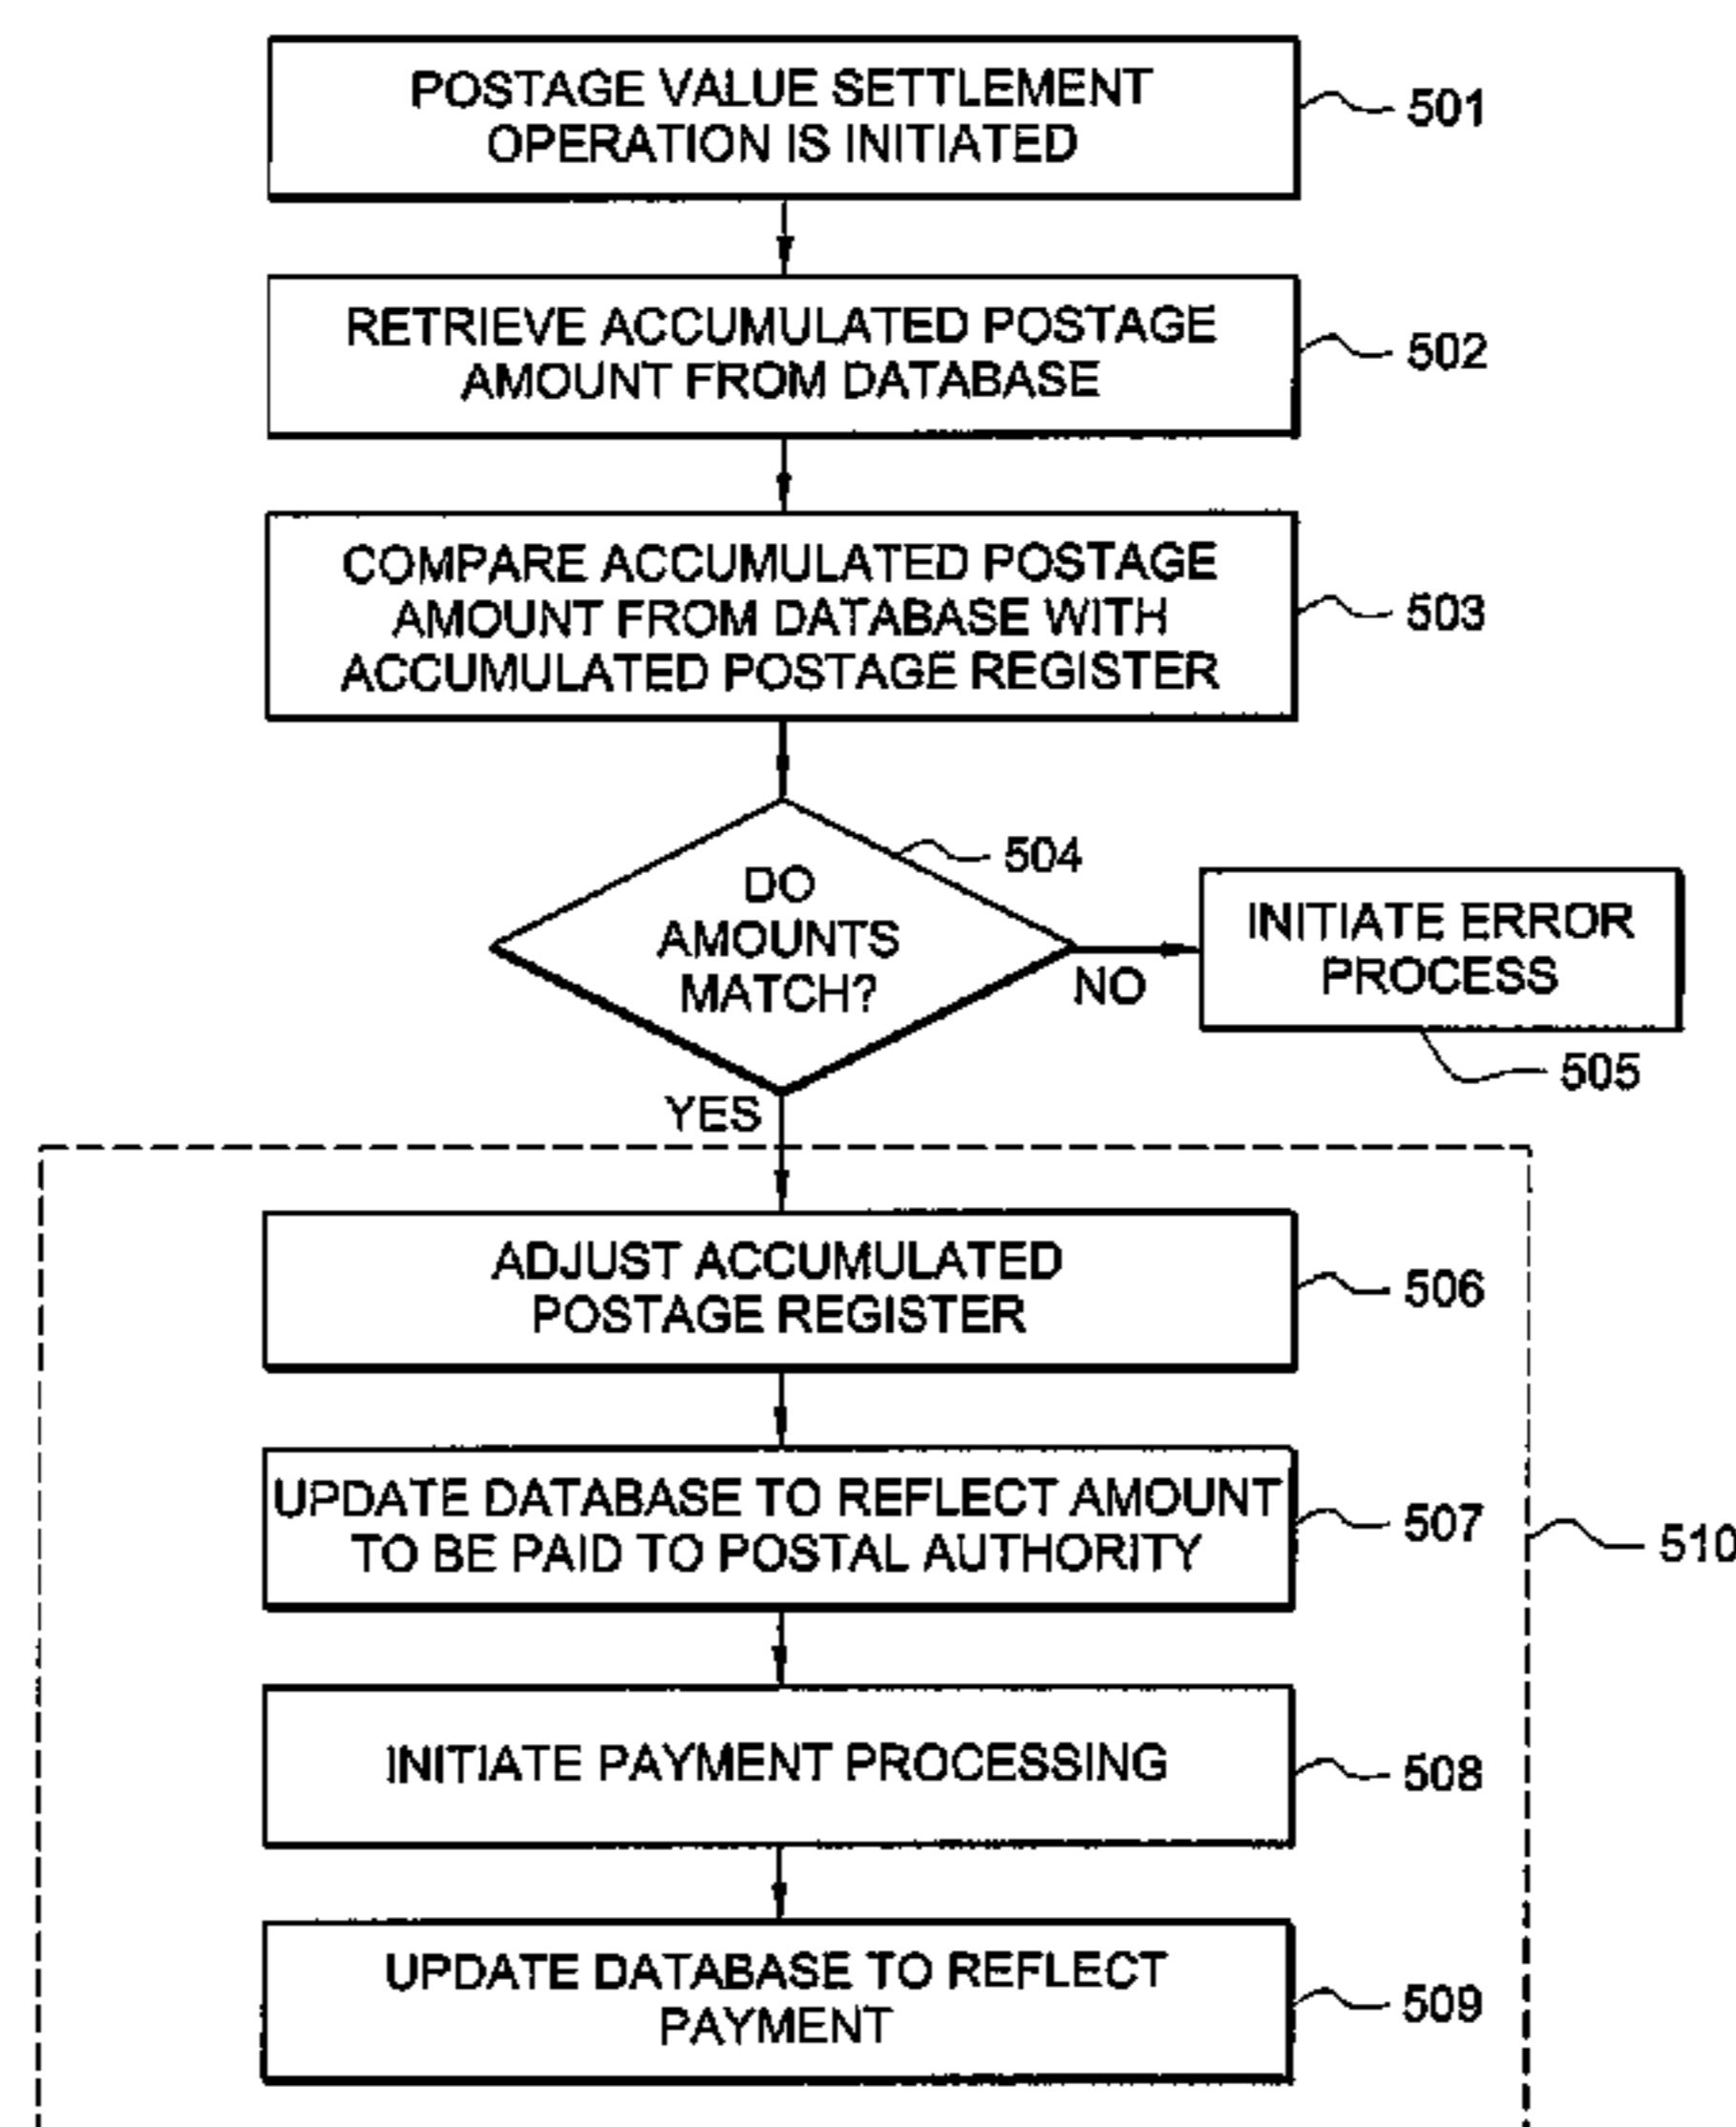 POSTAGE VALUE SETTLEMENT
OPERATION IS INITIATED
501
RETRIEVE ACCUMULATED POSTAGE
AMOUNT FROM DATABASE
502
COMPARE ACCUMULATED POSTAGE
AMOUNT FROM DATABASE WITH
ACCUMULATED POSTAGE REGISTER
503
504
DO
AMOUNTS
MATCH?
NO
INITIATE ERROR
PROCESS
505
YES
ADJUST ACCUMULATED
POSTAGE REGISTER
506
UPDATE DATABASE TO REFLECT AMOUNT
TO BE PAID TO POSTAL AUTHORITY
507
510
INITIATE PAYMENT PROCESSING
508
UPDATE DATABASE TO REFLECT
PAYMENT
509